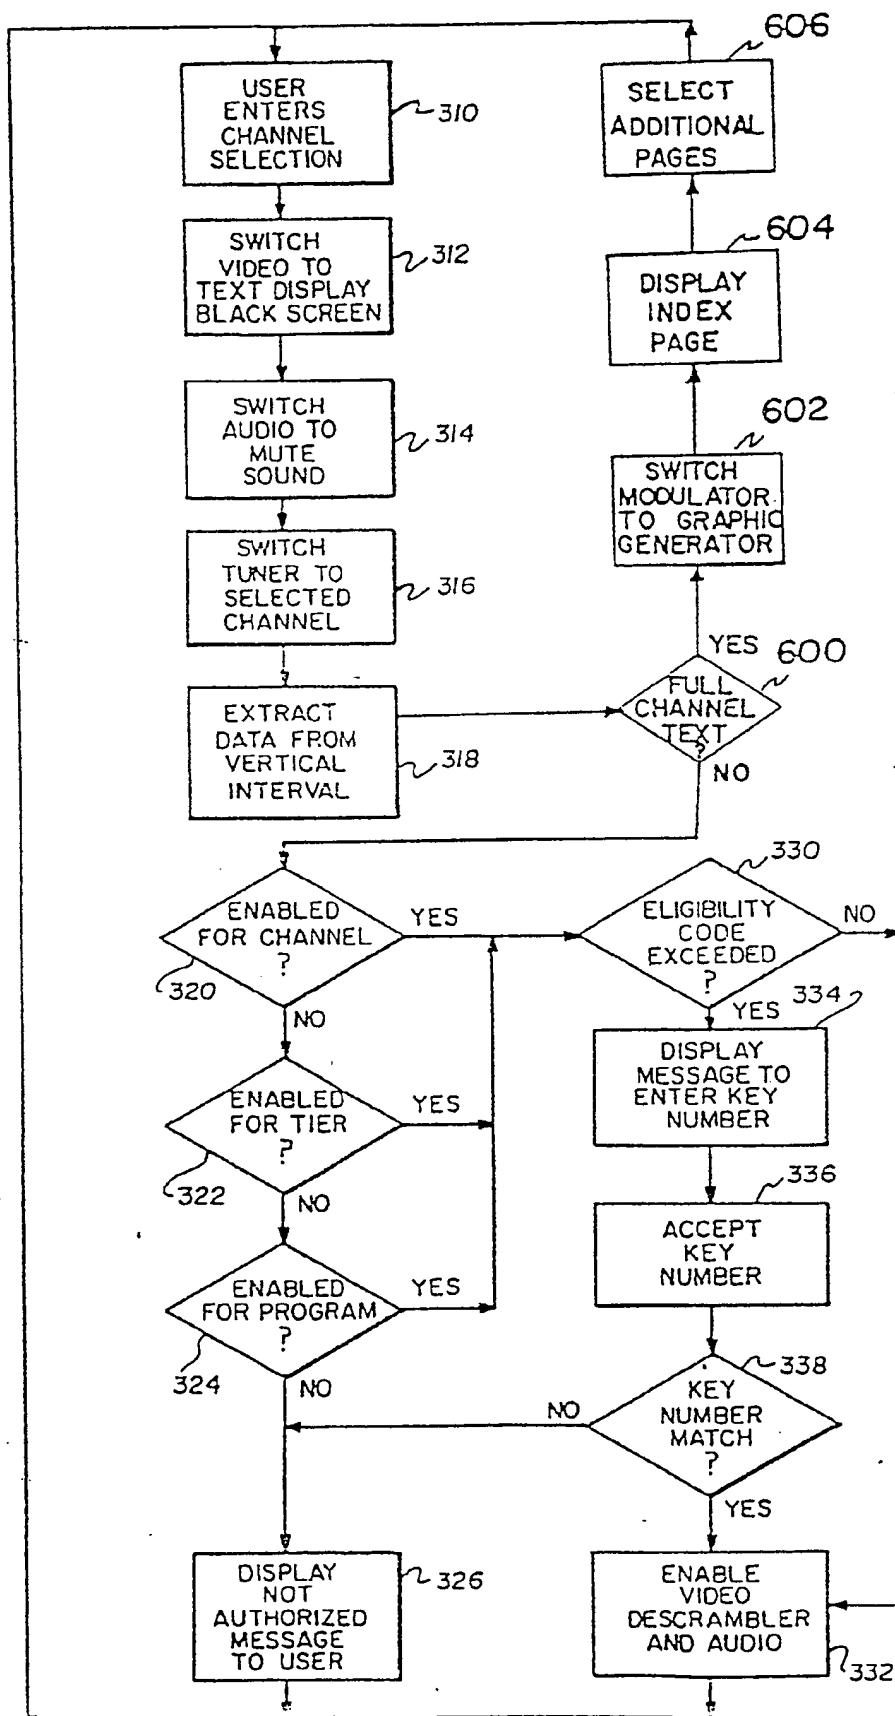 606
USER
ENTERS
CHANNEL
SELECTION
310
SELECT
ADDITIONAL
PAGES
604
SWITCH
VIDEO TO
TEXT DISPLAY
BLACK SCREEN
312
DISPLAY
INDEX
PAGE
602
SWITCH
AUDIO TO
MUTE
SOUND
314
SWITCH
MODULATOR
TO GRAPHIC
GENERATOR
SWITCH
TUNER TO
SELECTED
CHANNEL
316
YES
600
FULL
CHANNEL
TEXT
?
NO
EXTRACT
DATA FROM
VERTICAL
INTERVAL
318
330
ENABLED
FOR CHANNEL
?
YES
320
NO
ELIGIBILITY
CODE
EXCEEDED
?
NO
YES
334
DISPLAY
MESSAGE TO
ENTER KEY
NUMBER
ENABLED
FOR TIER
?
YES
322
NO
336
ACCEPT
KEY
NUMBER
ENABLED
FOR PROGRAM
?
YES
324
NO
338
KEY
NUMBER
MATCH
?
NO
YES
DISPLAY
NOT
AUTHORIZED
MESSAGE
TO USER
326
ENABLE
VIDEO
DESCRAMBLER
AND AUDIO
332